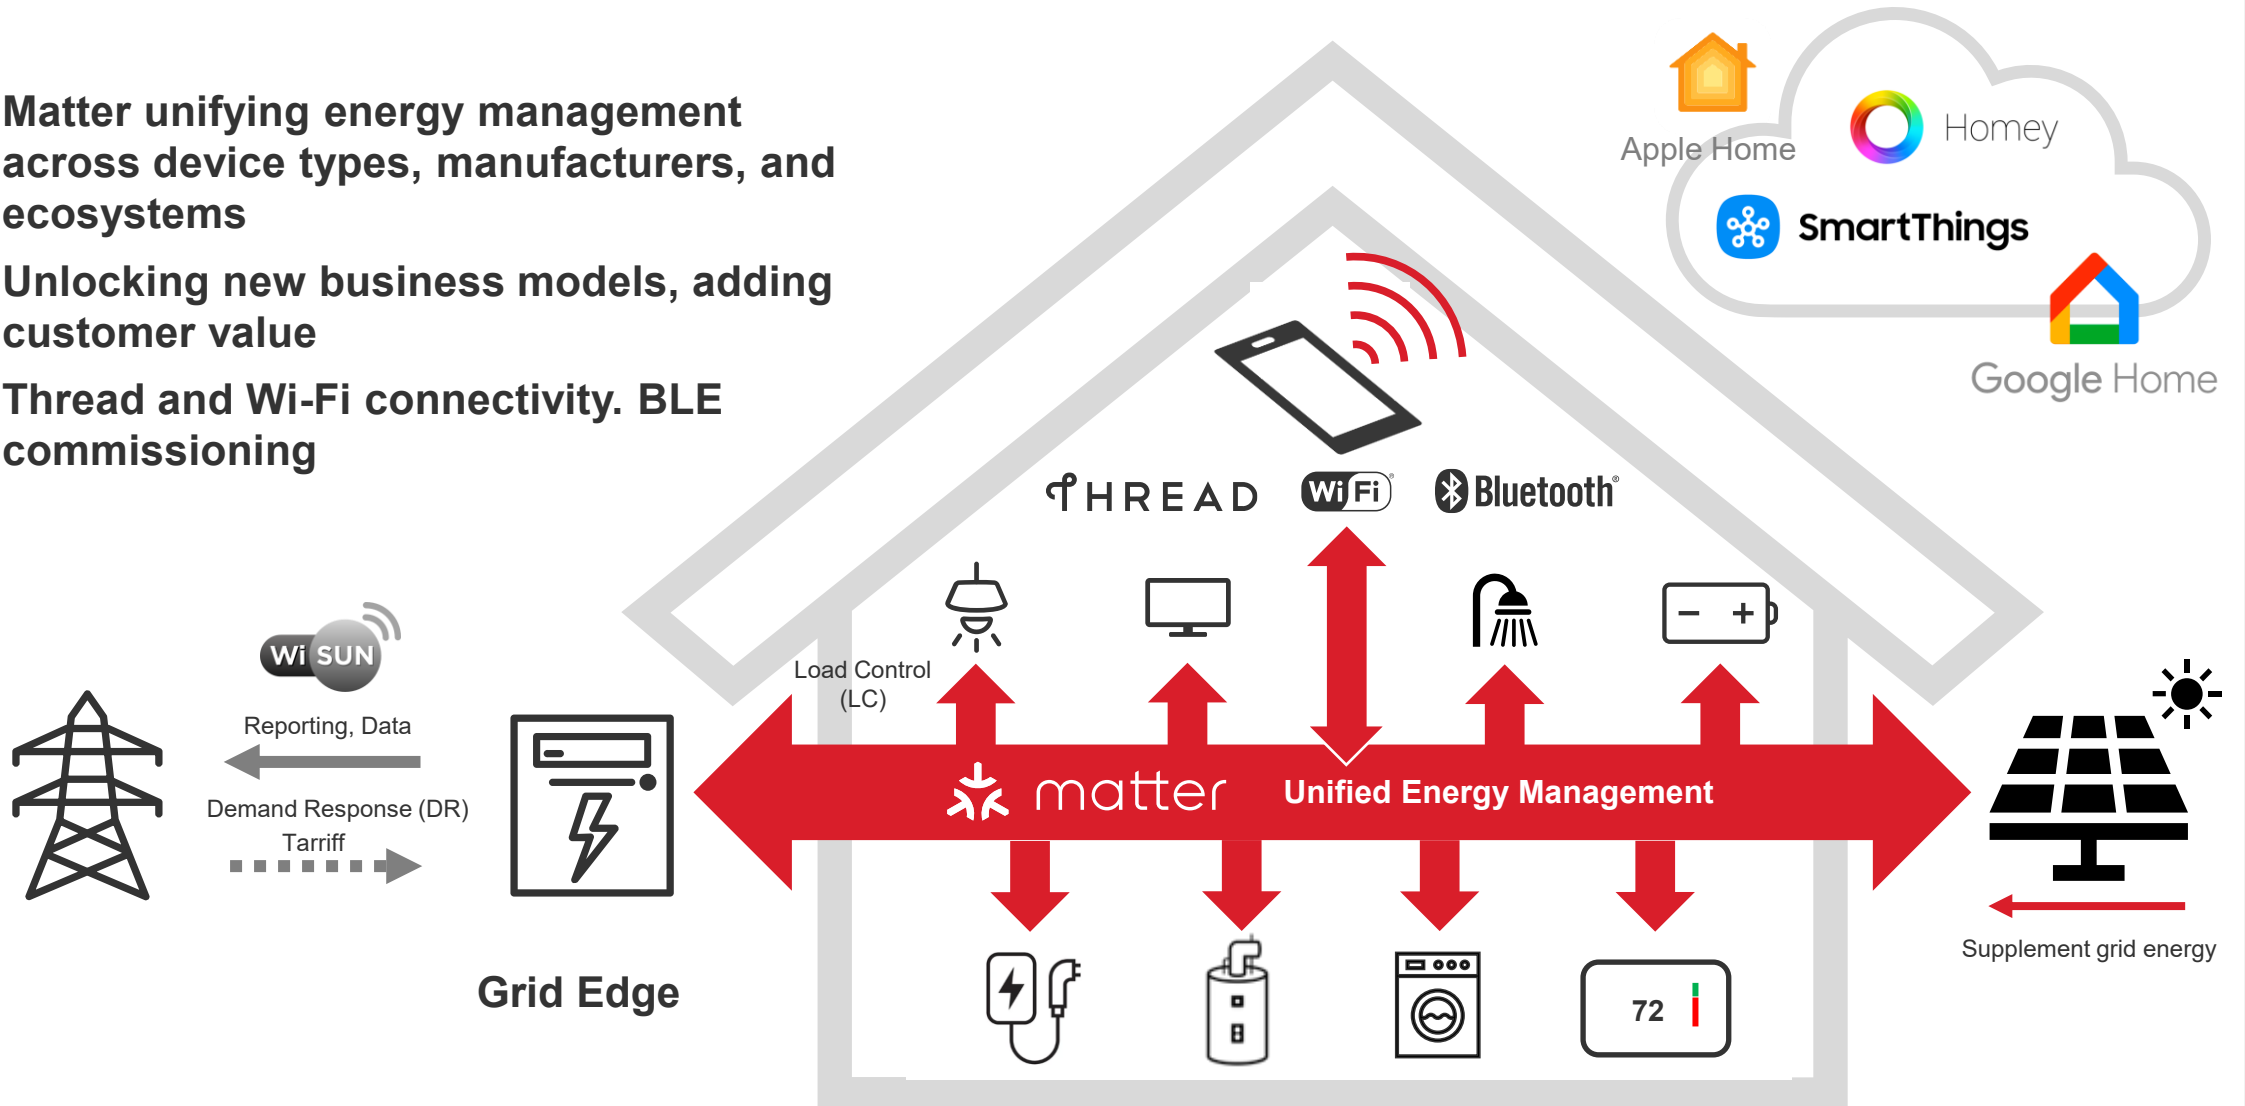 Matter unifying energy management
across device types, manufacturers, and
ecosystems
Unlocking new business models, adding
customer value
Thread and Wi-Fi connectivity. BLE
commissioning
Apple Home
Homey
SmartThings
Google Home
THREAD
Wi Fi
Bluetooth®
Wi SUN
Reporting, Data
Demand Response (DR)
Tarriff
Grid Edge
Load Control
(LC)
matter
Unified Energy Management
72
Supplement grid energy